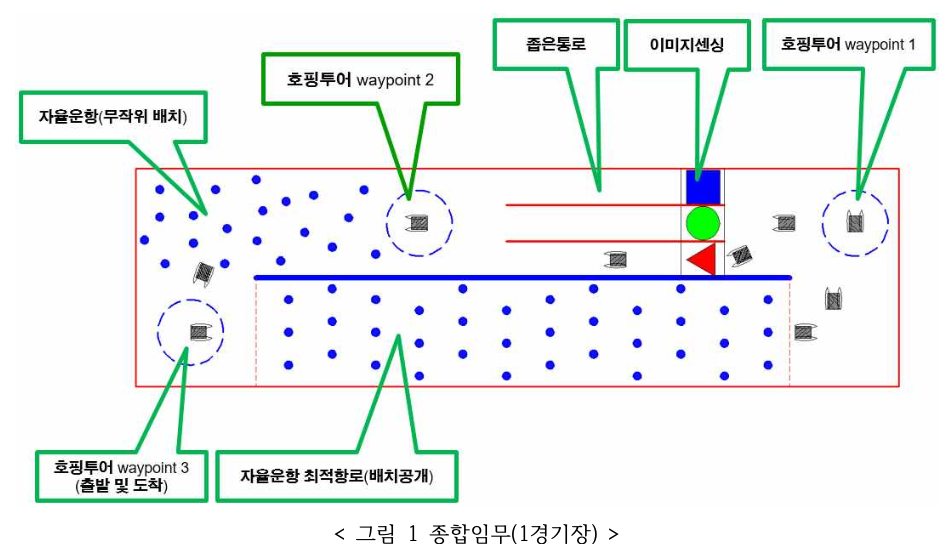 좁은통로
이미지센싱
호핑투어 waypoint 1
호핑투어 waypoint 2
자율운항(무작위 배치)
호핑투어 waypoint 3
(출발 및 도착)
자율운항 최적항로(배치공개)
< 그림 1 종합임무(1경기장) >